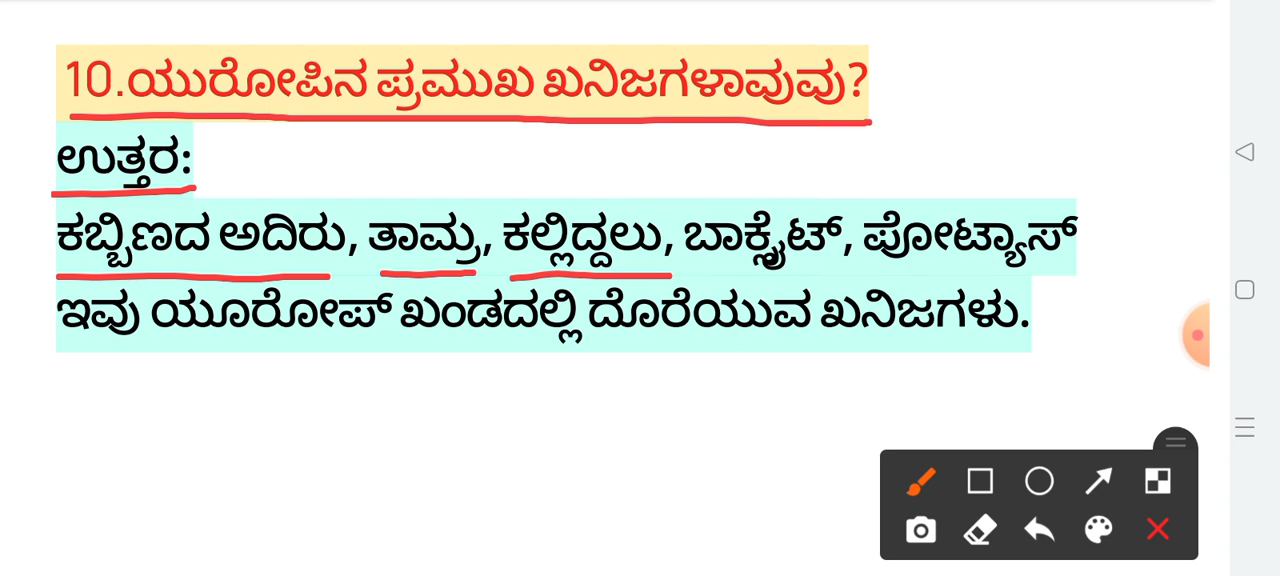 10.ಯುರೋಪಿನ ಪ್ರಮುಖ ಖನಿಜಗಳಾವುವು?
ಉತ್ತರ:
ಕಬ್ಬಿಣದ ಅದಿರು, ತಾಮ್ರ, ಕಲ್ಲಿದ್ದಲು, ಬಾಕ್ಸೈಟ್, ಪೋಟ್ಯಾಸ್
ಇವು ಯೂರೋಪ್ ಖಂಡದಲ್ಲಿ ದೊರೆಯುವ ಖನಿಜಗಳು.